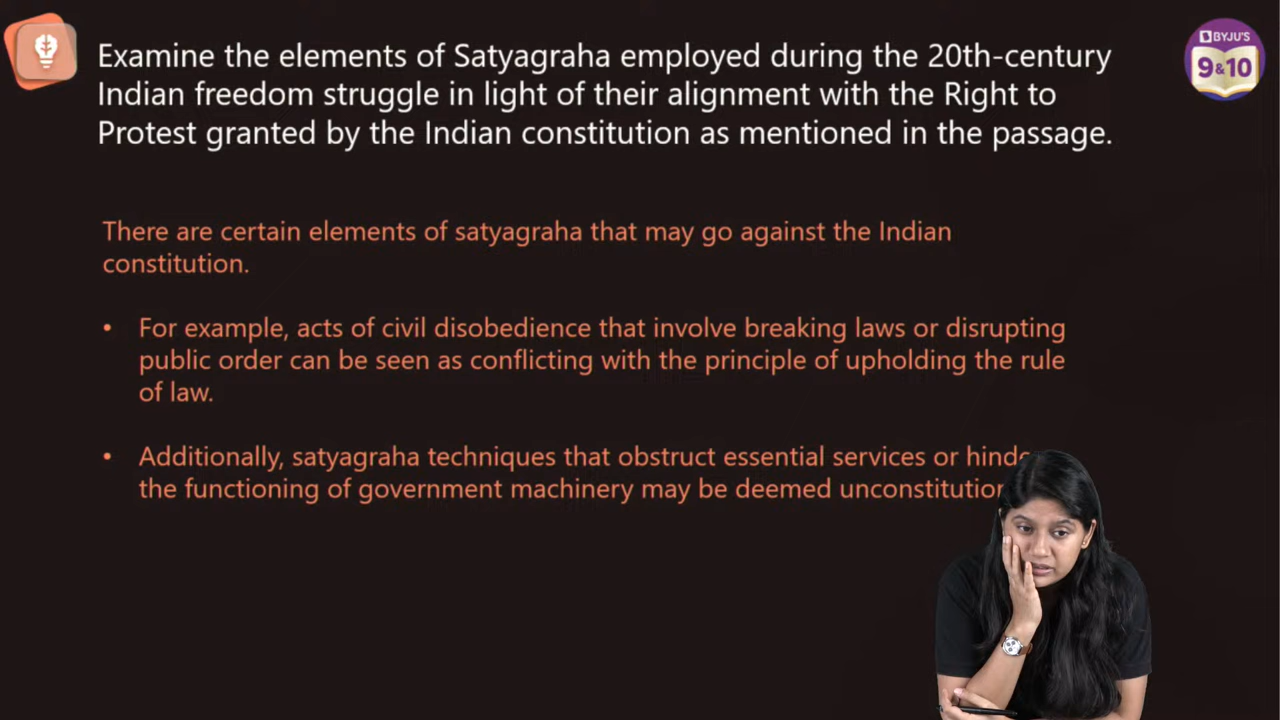 Examine the elements of Satyagraha employed during the 20th-century
Indian freedom struggle in light of their alignment with the Right to
Protest granted by the Indian constitution as mentioned in the passage.
BYJU'S
9&10
There are certain elements of satyagraha that may go against the Indian
constitution.
• For example, acts of civil disobedience that involve breaking laws or disrupting
public order can be seen as conflicting with the principle of upholding the rule
of law.
• Additionally, satyagraha techniques that obstruct essential services or
the functioning of government machinery may be deemed